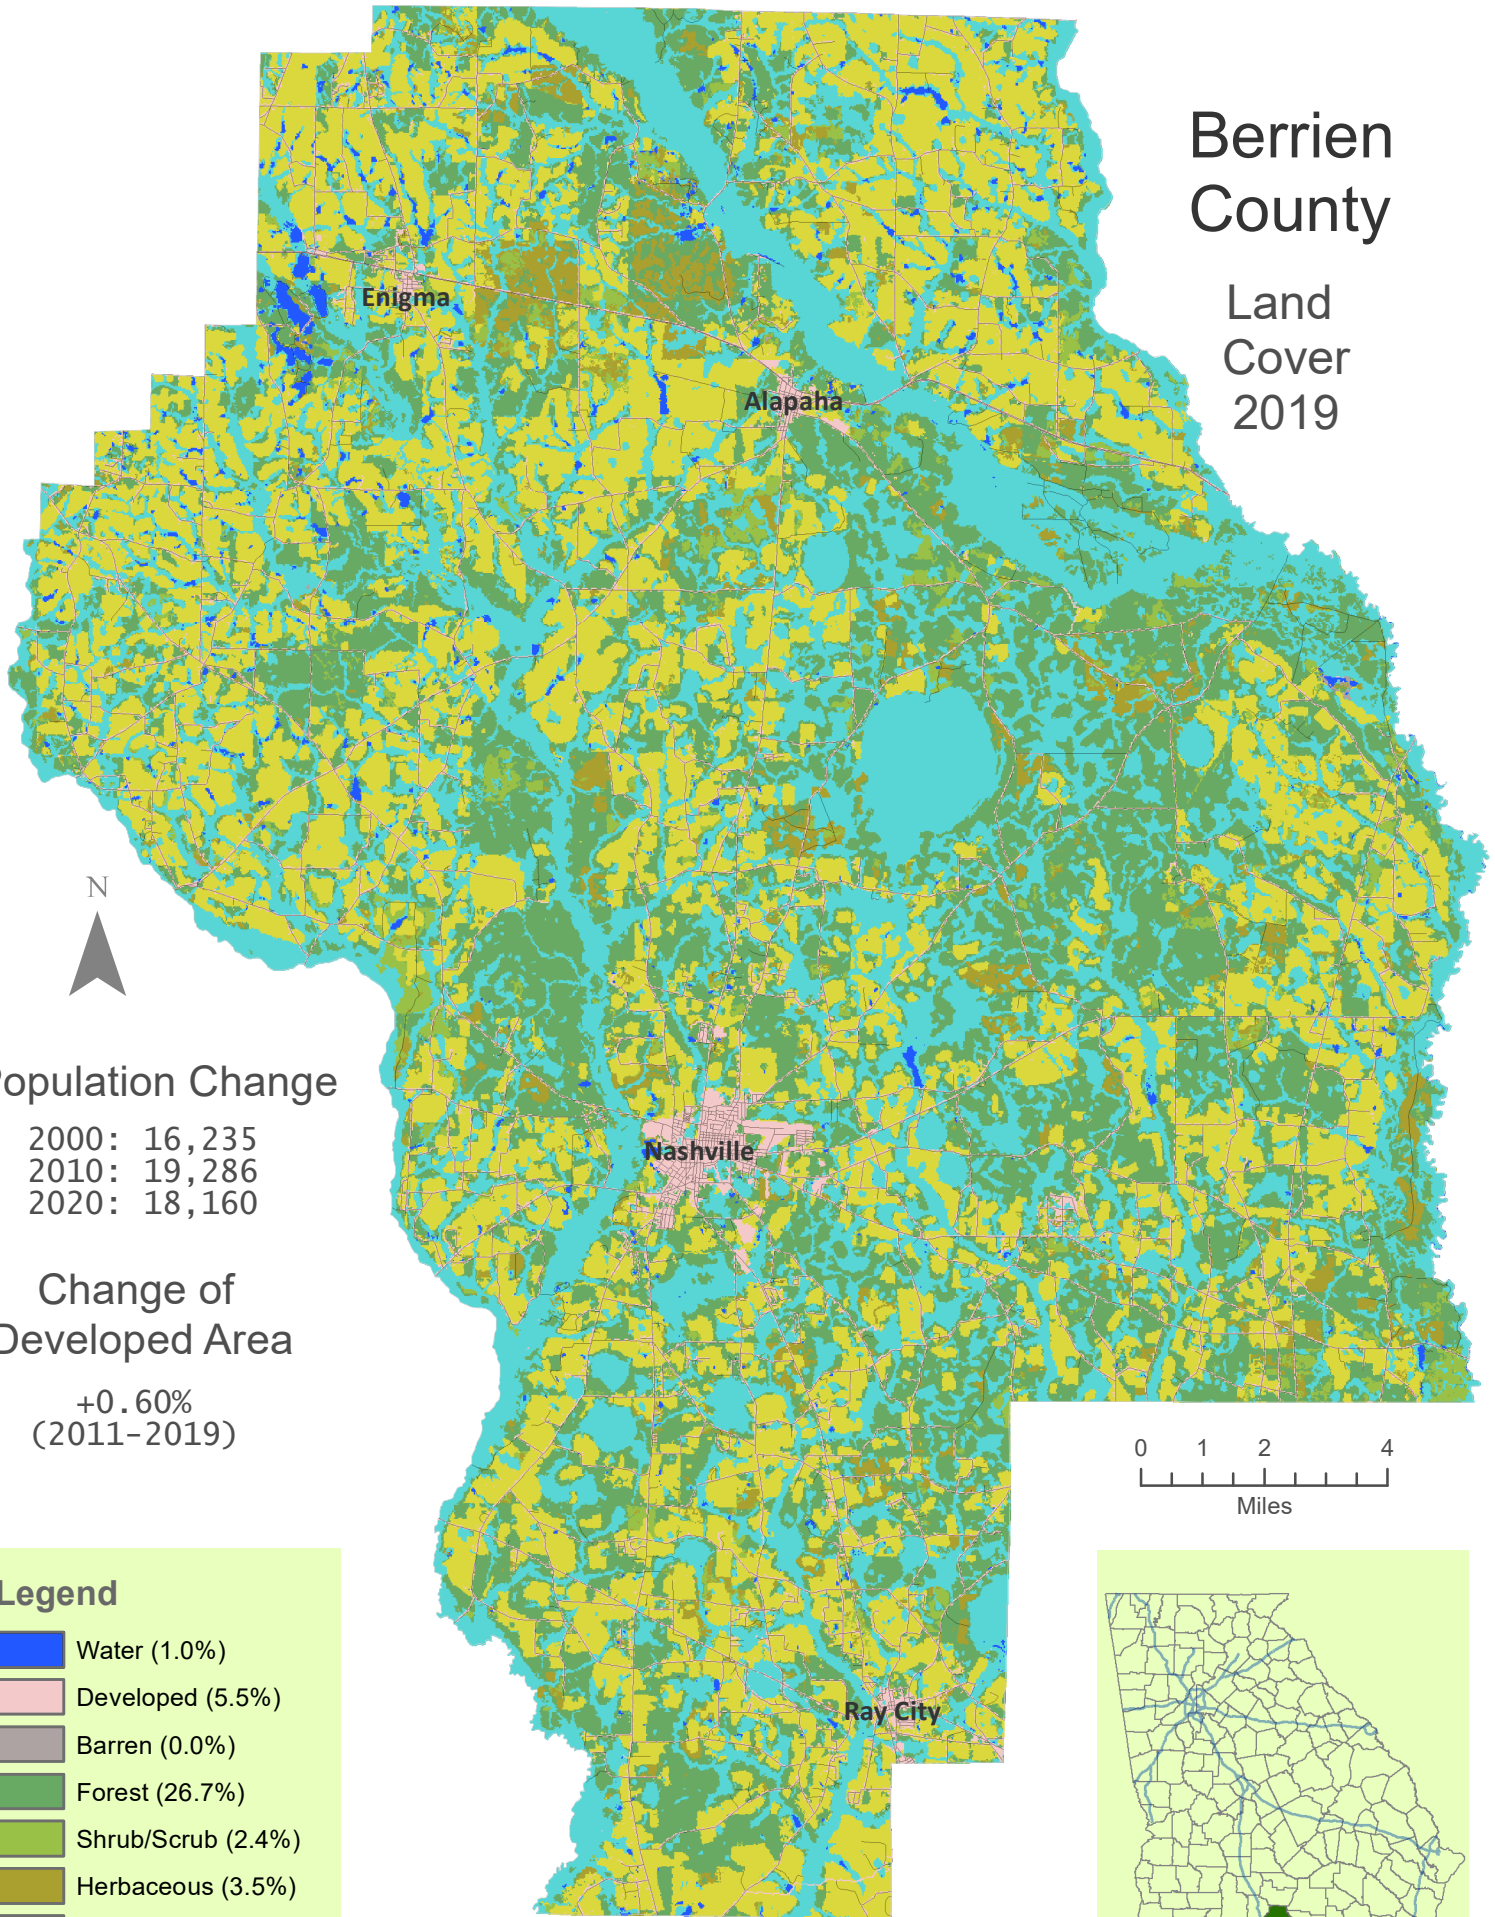 Berrien
County
Land
Cover
2019
Enigma
Alapaha
N
Population Change
2000: 16,235
2010: 19,286
2020: 18,160
Nashville
Change of
Developed Area
+0.60%
(2011-2019)
0 1 2 4
Miles
Legend
Water (1.0%)
Developed (5.5%)
Barren (0.0%)
Forest (26.7%)
Shrub/Scrub (2.4%)
Herbaceous (3.5%)
Ray City